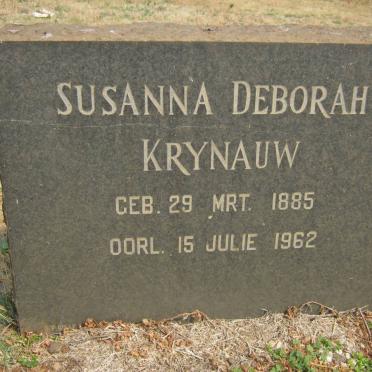 SUSANNA DEBORAH
KRYNAUW
GEB. 29 MRT. 1885
OORL. 15 JULIE 1962